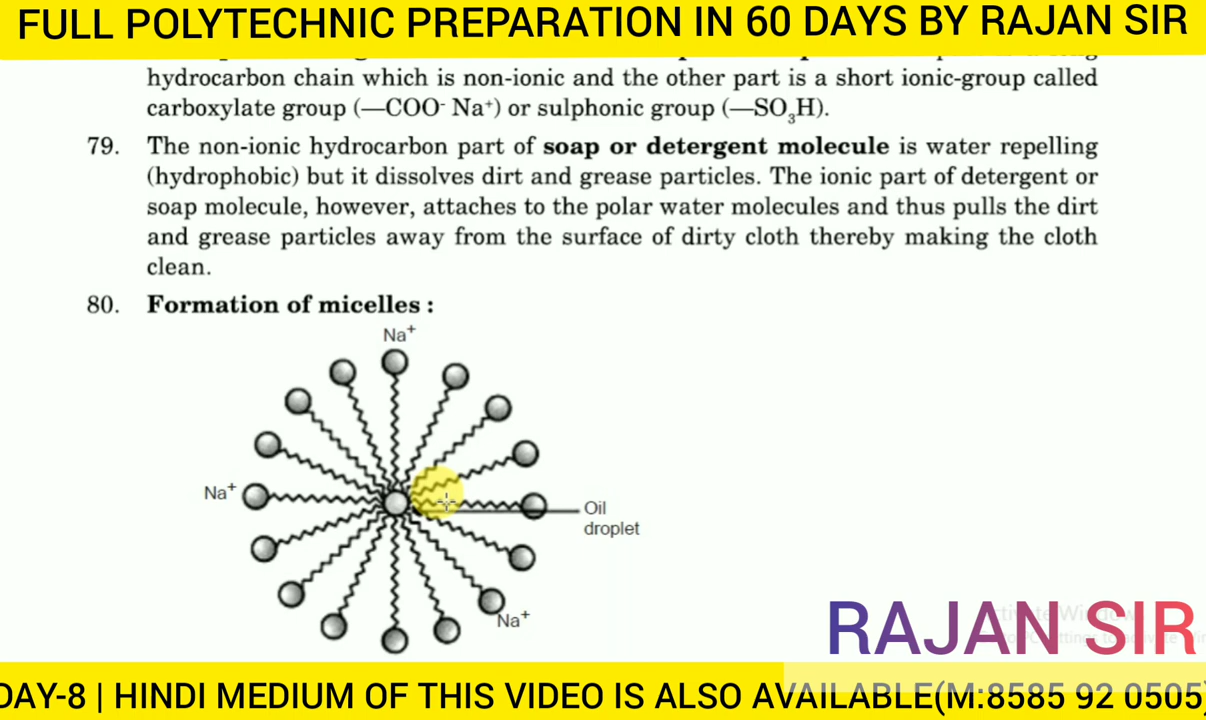 FULL POLYTECHNIC PREPARATION IN 60 DAYS BY RAJAN SIR
hydrocarbon chain which is non-ionic and the other part is a short ionic-group called
carboxylate group (—COO⁻ Na⁺) or sulphonic group (—SO₃H).
79. The non-ionic hydrocarbon part of soap or detergent molecule is water repelling
(hydrophobic) but it dissolves dirt and grease particles. The ionic part of detergent or
soap molecule, however, attaches to the polar water molecules and thus pulls the dirt
and grease particles away from the surface of dirty cloth thereby making the cloth
clean.
80. Formation of micelles :
Na⁺
Na⁺
Oil
droplet
Na⁺
RAJAN SIR
DAY-8 | HINDI MEDIUM OF THIS VIDEO IS ALSO AVAILABLE(M:8585 92 0505)